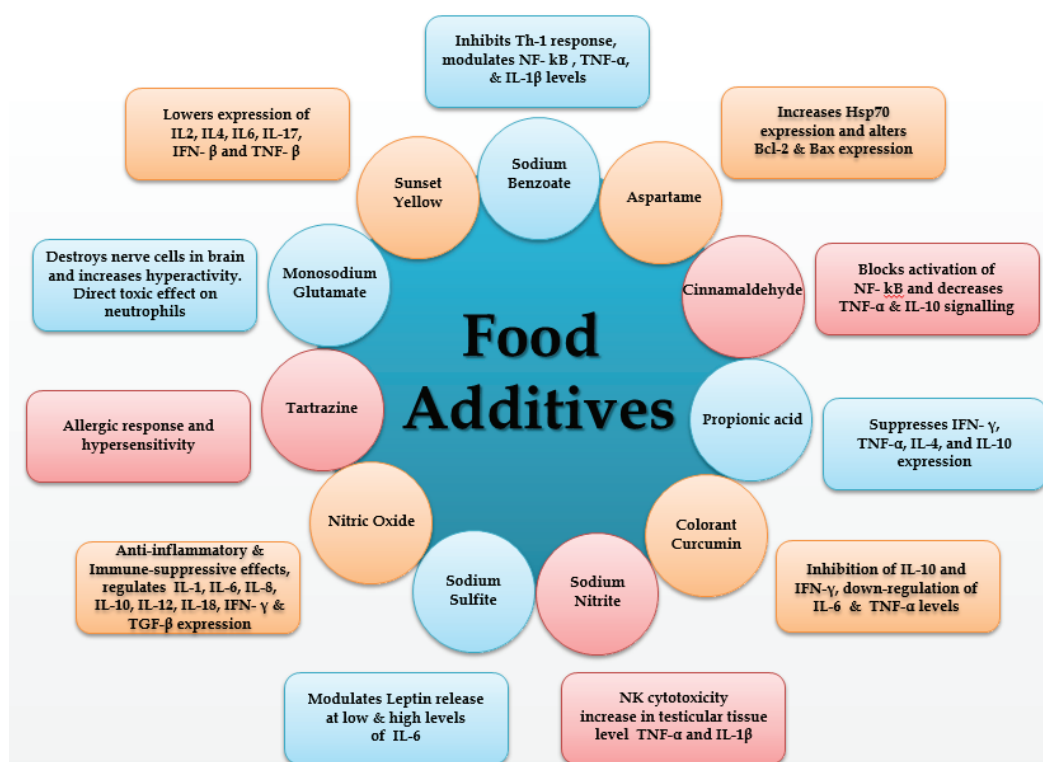 Inhibits Th-1 response,
modulates NF- kB , TNF-α,
& IL-1β levels
Lowers expression of
IL2, IL4, IL6, IL-17,
IFN- β and TNF- β
Increases Hsp70
expression and alters
Bcl-2 & Bax expression
Sodium
Benzoate
Sunset
Yellow
Aspartame
Destroys nerve cells in brain
and increases hyperactivity.
Direct toxic effect on
neutrophils
Monosodium
Glutamate
Cinnamaldehyde
Blocks activation of
NF- kB and decreases
TNF-α & IL-10 signalling
Food
Additives
Allergic response and
hypersensitivity
Tartrazine
Propionic acid
Suppresses IFN- γ,
TNF-α, IL-4, and IL-10
expression
Nitric Oxide
Colorant
Curcumin
Anti-inflammatory &
Immune-suppressive effects,
regulates IL-1, IL-6, IL-8,
IL-10, IL-12, IL-18, IFN- γ &
TGF-β expression
Sodium
Sulfite
Sodium
Nitrite
Inhibition of IL-10 and
IFN-γ, down-regulation of
IL-6 & TNF-α levels
Modulates Leptin release
at low & high levels
of IL-6
NK cytotoxicity
increase in testicular tissue
level TNF-α and IL-1β